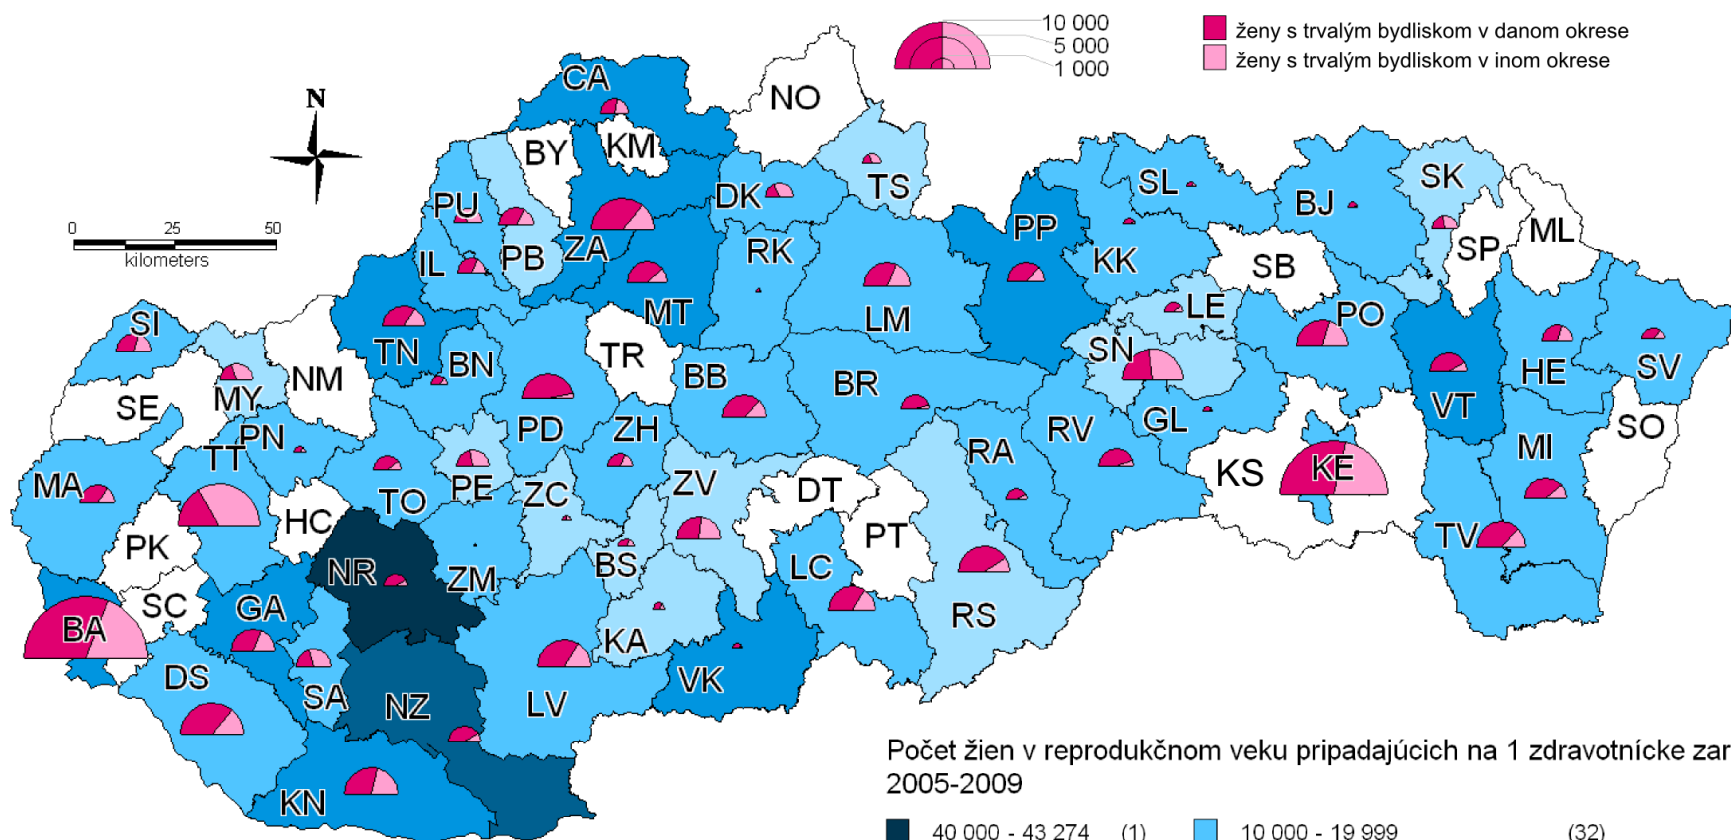 10 000
5 000
1 000
ženy s trvalým bydliskom v danom okrese
ženy s trvalým bydliskom v inom okrese
N
0 25 50
kilometers
CA
NO
BY
KM
TS
DK
SL
BJ
SK
PU
PB
ZA
IL
RK
PP
KK
SB
SP
ML
MT
LM
LE
PO
SI
TN
BN
TR
BB
BR
SN
HE
SV
NM
MY
SE
PD
ZH
VT
GL
SO
PN
TT
RA
RV
KS
KE
MI
MA
TO
PE
ZC
ZV
DT
PT
TV
HC
PK
NR
ZM
BS
LC
SC
GA
BA
KA
RS
DS
SA
NZ
LV
VK
KN
Počet žien v reprodukčnom veku pripadajúcich na 1 zdravotnícke zar
2005-2009
40 000 - 43 274 (1) 10 000 - 19 999 (32)